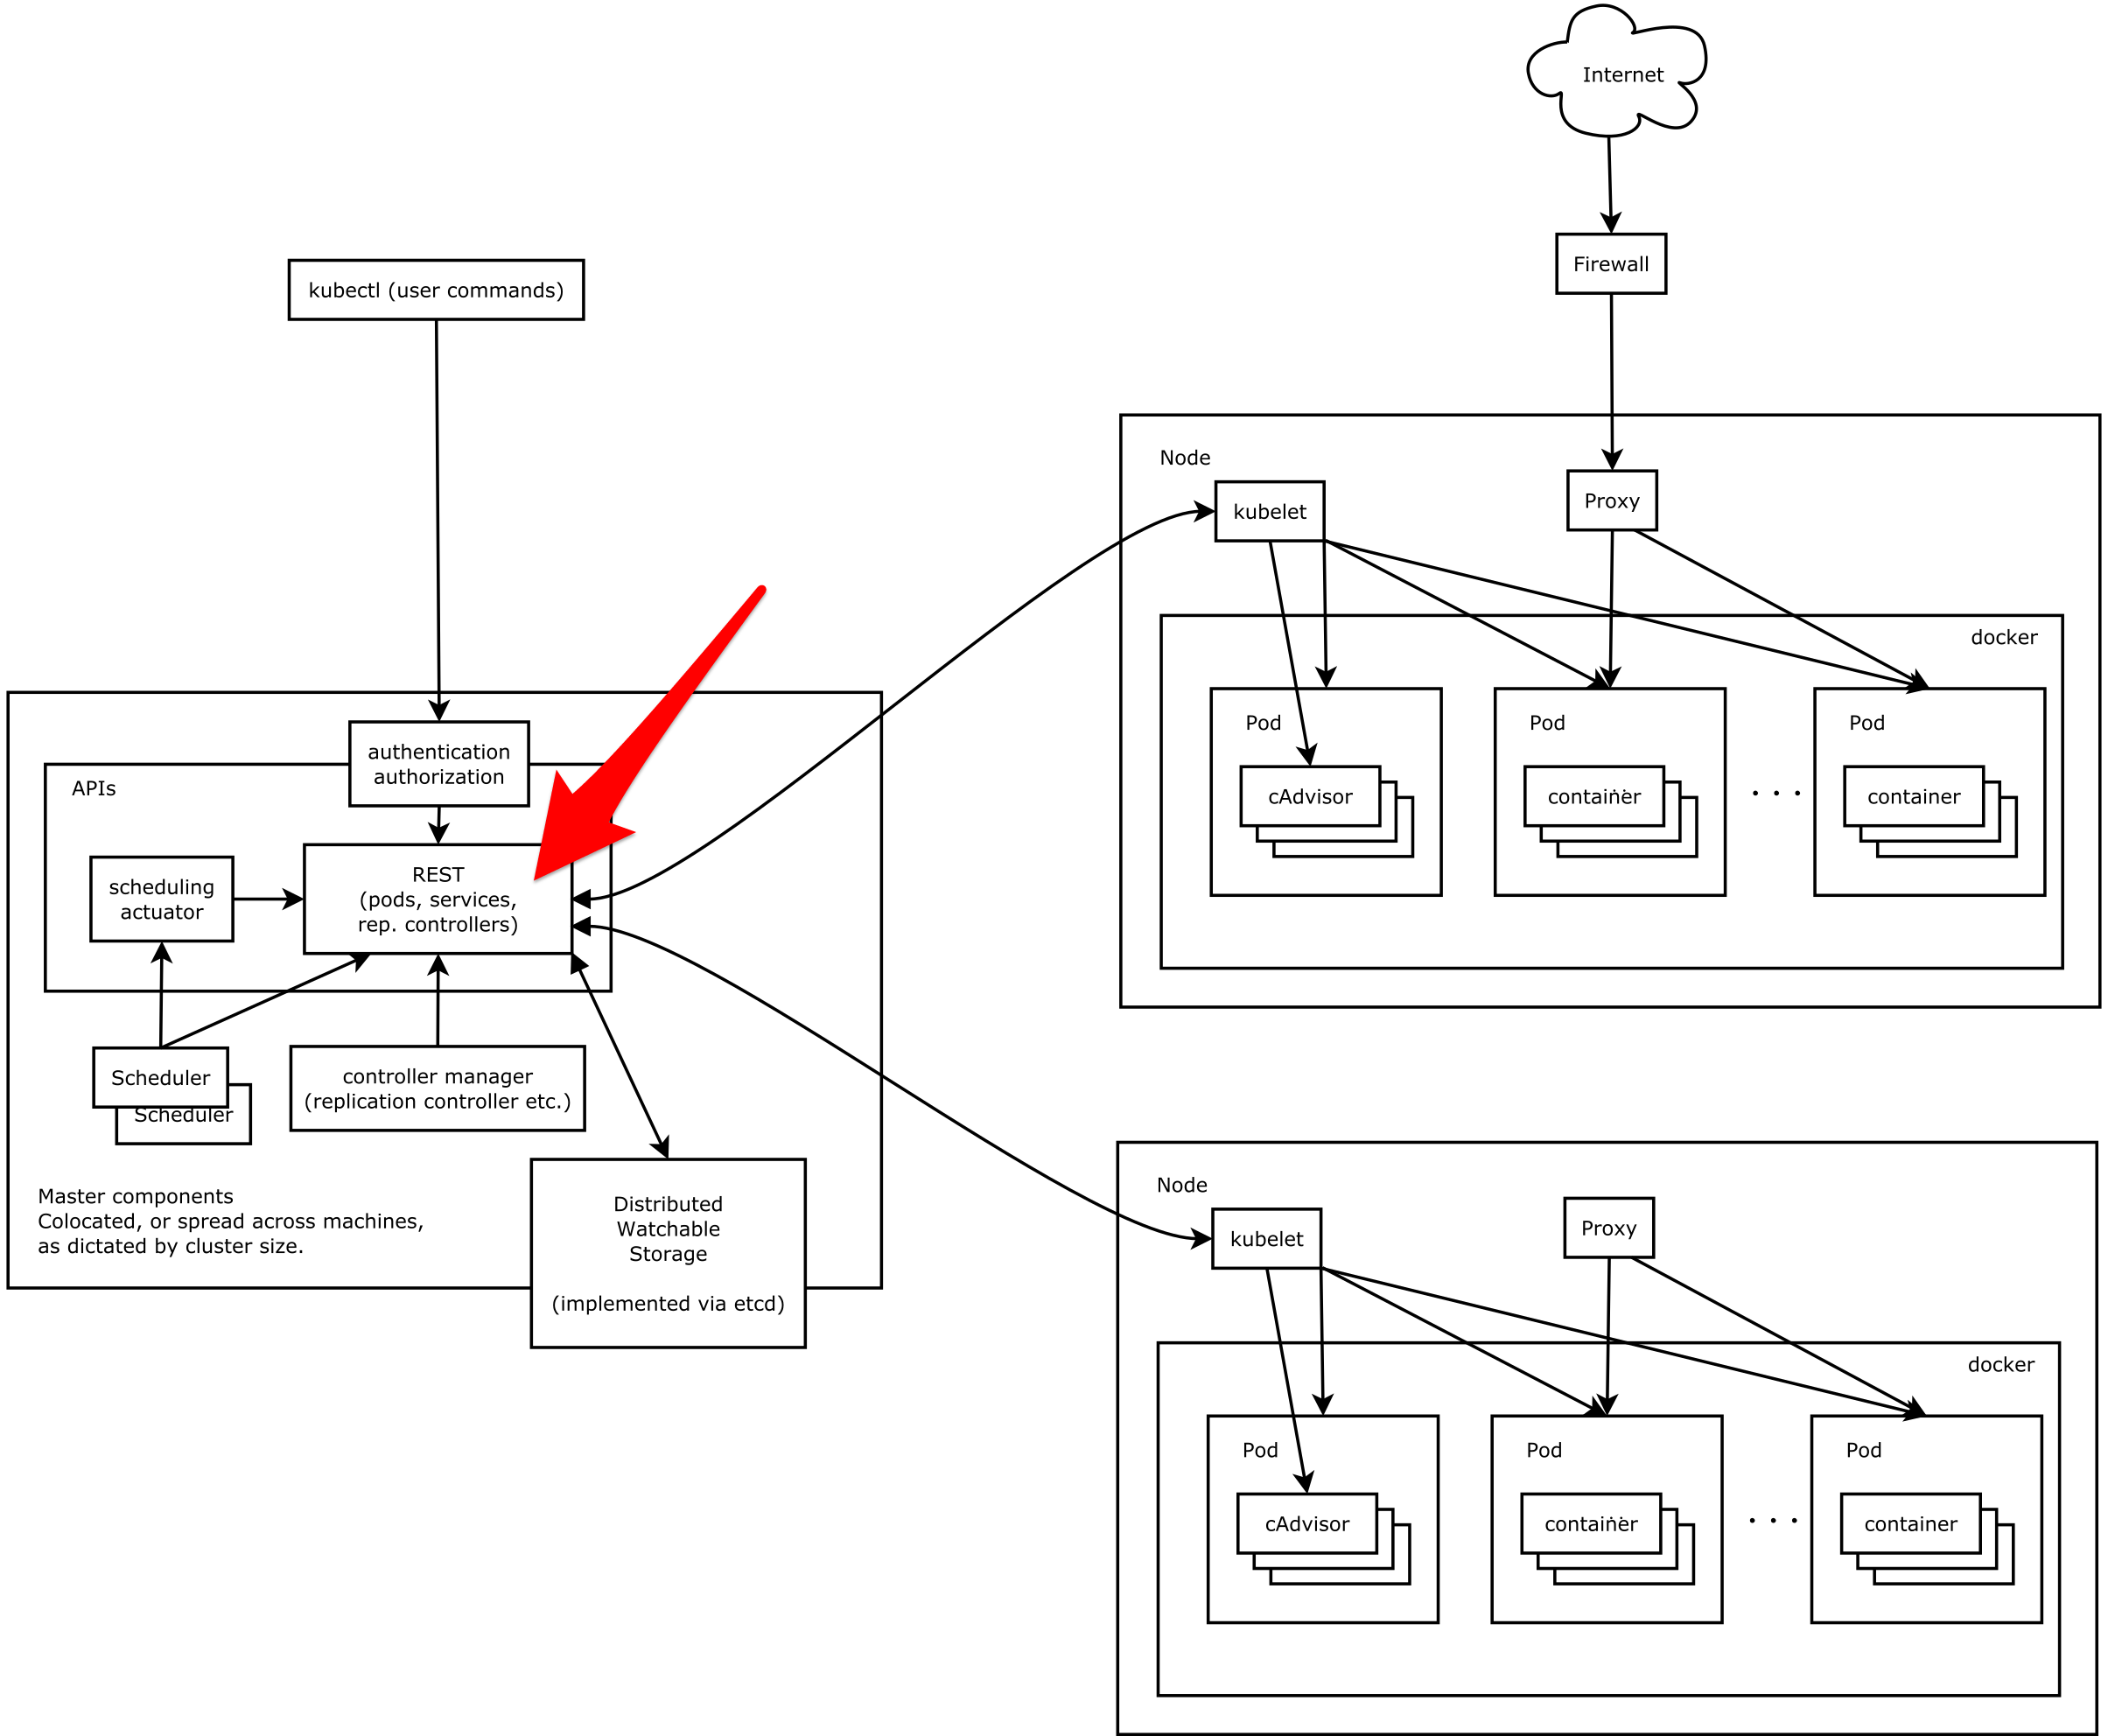 Internet
Firewall
kubectl (user commands)
authentication
authorization
APIs
REST
(pods, services,
rep. controllers)
scheduling
actuator
Scheduler
Scheduler
controller manager
(replication controller etc.)
Master components
Colocated, or spread across machines,
as dictated by cluster size.
Distributed
Watchable
Storage
(implemented via etcd)
Node
kubelet
Proxy
docker
Pod
cAdvisor
Pod
container
. . .
Pod
container
Node
kubelet
Proxy
docker
Pod
cAdvisor
Pod
container
. . .
Pod
container